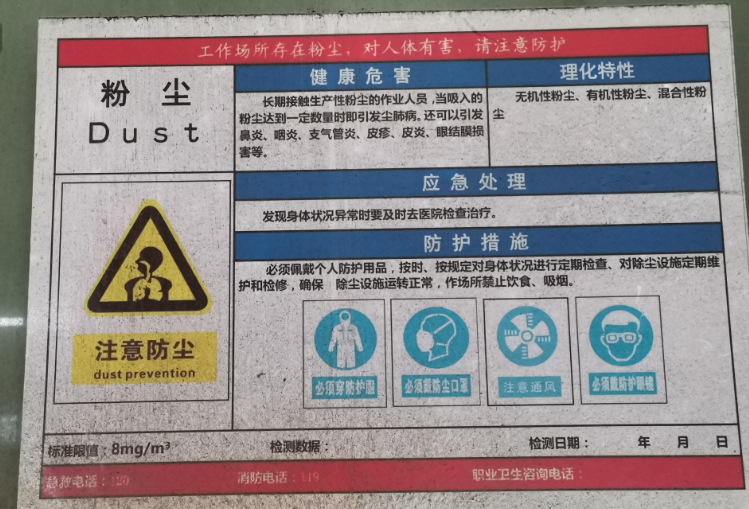 工作场所存在粉尘，对人体有害，请注意防护
粉 尘
Dust
健 康 危 害
长期接触生产性粉尘的作业人员，当吸入的
粉尘达到一定数量时即引发尘肺病。还可以引发
鼻炎、咽炎、支气管炎、皮疹、皮炎、眼结膜损
害等。
理化特性
无机性粉尘、有机性粉尘、混合性粉
尘
应 急 处 理
发现身体状况异常时要及时去医院检查治疗。
防 护 措 施
必须佩戴个人防护用品，按时、按规定对身体状况进行定期检查、对除尘设施定期维
护和检修，确保 除尘设施运转正常，作场所禁止饮食、吸烟。
注意防尘
dust prevention
必须穿防护服
必须戴防尘口罩
注意通风
必须戴防护眼镜
标准限值：8mg/m³ 检测数据： 检测日期： 年 月 日
急救电话：120 消防电话：119 职业卫生咨询电话：